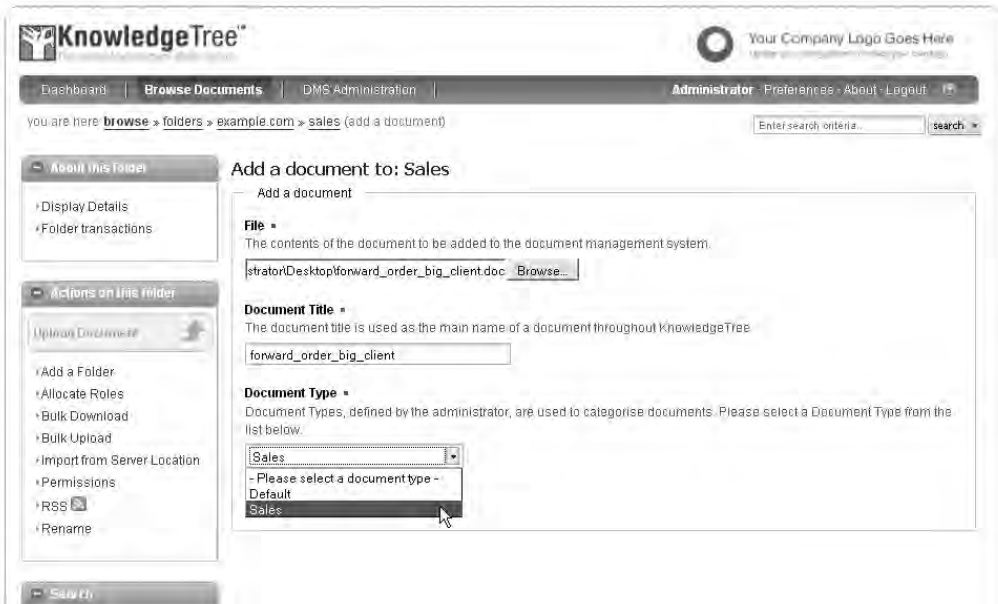 KnowledgeTree™
Your Company Logo Goes Here
Dashboard | Browse Documents | DMS Administration |
Administrator · Preferences · About · Logout
you are here browse » folders » example.com » sales (add a document)
Enter search criteria...
search
About this folder
Display Details
Folder transactions
Actions on this folder
Upload Document
Add a Folder
Allocate Roles
Bulk Download
Bulk Upload
Import from Server Location
Permissions
RSS
Rename
Search
Add a document to: Sales
Add a document
File
The contents of the document to be added to the document management system.
strator\Desktop\forward_order_big_client.doc
Browse...
Document Title
The document title is used as the main name of a document throughout KnowledgeTree
forward_order_big_client
Document Type
Document Types, defined by the administrator, are used to categorise documents. Please select a Document Type from the
list below.
Sales
- Please select a document type -
Default
Sales